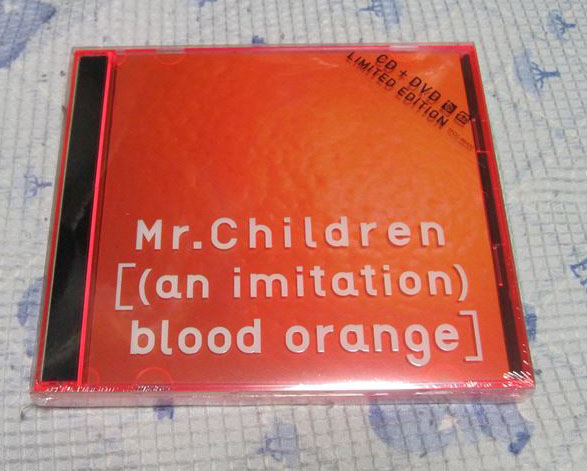 CD + DVD
LIMITED EDITION
Mr.Children
[(an imitation)
blood orange]